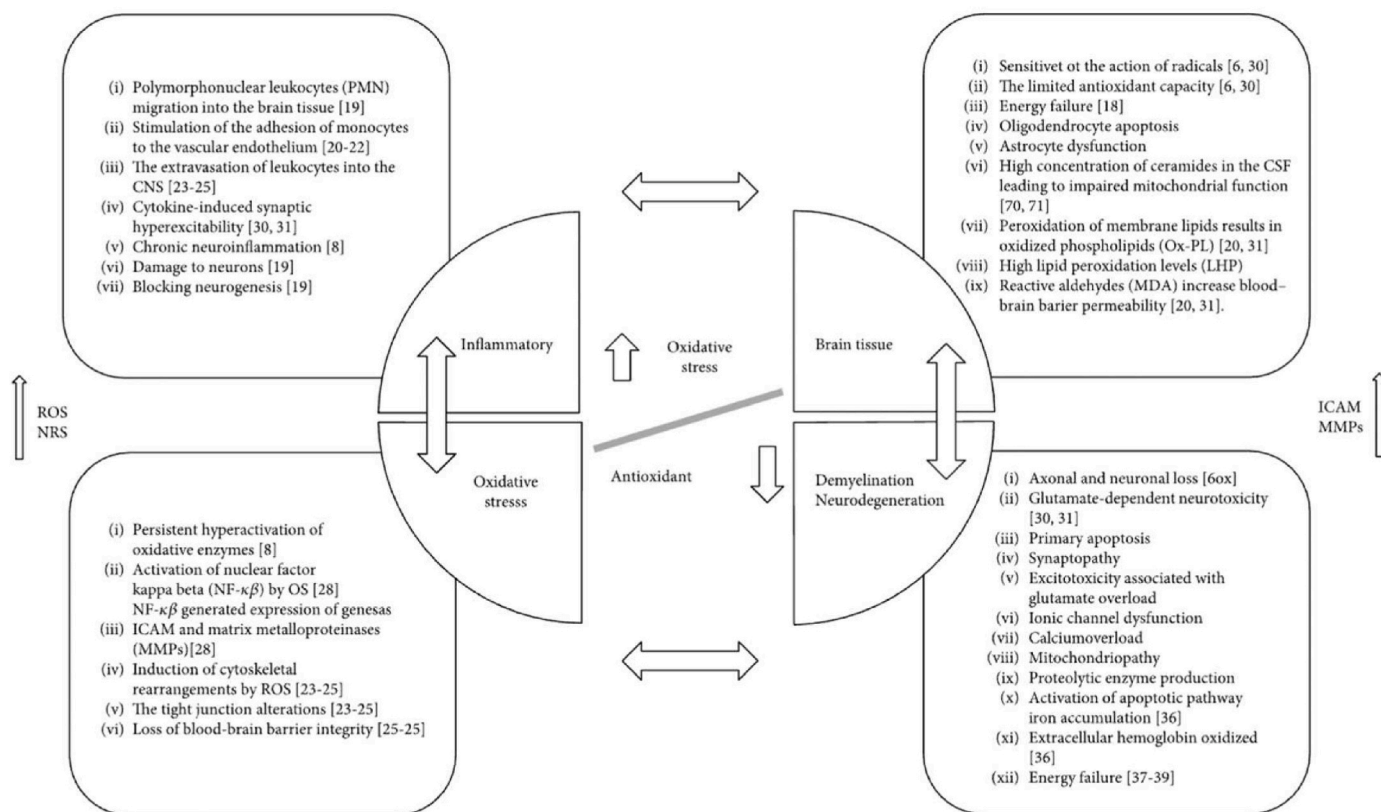 (i) Polymorphonuclear leukocytes (PMN)
migration into the brain tissue [19]
(ii) Stimulation of the adhesion of monocytes
to the vascular endothelium [20-22]
(iii) The extravasation of leukocytes into the
CNS [23-25]
(iv) Cytokine-induced synaptic
hyperexcitability [30, 31]
(v) Chronic neuroinflammation [8]
(vi) Damage to neurons [19]
(vii) Blocking neurogenesis [19]
(i) Sensitivet ot the action of radicals [6, 30]
(ii) The limited antioxidant capacity [6, 30]
(iii) Energy failure [18]
(iv) Oligodendrocyte apoptosis
(v) Astrocyte dysfunction
(vi) High concentration of ceramides in the CSF
leading to impaired mitochondrial function
[70, 71]
(vii) Peroxidation of membrane lipids results in
oxidized phospholipids (Ox-PL) [20, 31]
(viii) High lipid peroxidation levels (LHP)
(ix) Reactive aldehydes (MDA) increase blood–
brain barier permeability [20, 31].
Inflammatory
Oxidative
stress
Brain tissue
ROS
NRS
ICAM
MMPs
Oxidative
stresss
Antioxidant
Demyelination
Neurodegeneration
(i) Persistent hyperactivation of
oxidative enzymes [8]
(ii) Activation of nuclear factor
kappa beta (NF-κβ) by OS [28]
NF-κβ generated expression of genesas
(iii) ICAM and matrix metalloproteinases
(MMPs)[28]
(iv) Induction of cytoskeletal
rearrangements by ROS [23-25]
(v) The tight junction alterations [23-25]
(vi) Loss of blood-brain barrier integrity [25-25]
(i) Axonal and neuronal loss [6ox]
(ii) Glutamate-dependent neurotoxicity
[30, 31]
(iii) Primary apoptosis
(iv) Synaptopathy
(v) Excitotoxicity associated with
glutamate overload
(vi) Ionic channel dysfunction
(vii) Calciumoverload
(viii) Mitochondriopathy
(ix) Proteolytic enzyme production
(x) Activation of apoptotic pathway
iron accumulation [36]
(xi) Extracellular hemoglobin oxidized
[36]
(xii) Energy failure [37-39]